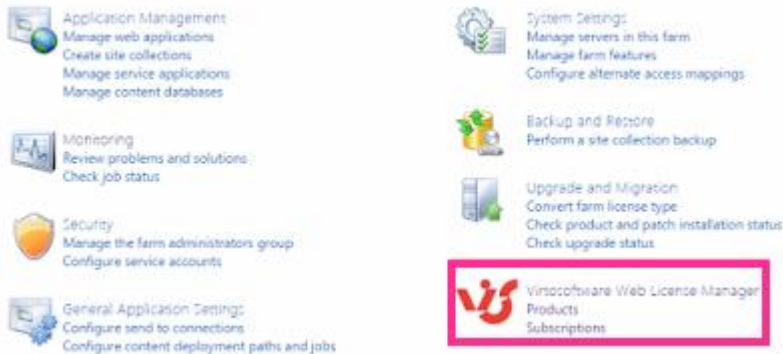 Application Management
Manage web applications
Create site collections
Manage service applications
Manage content databases
Monitoring
Review problems and solutions
Check job status
Security
Manage the farm administrators group
Configure service accounts
General Application Settings
Configure send to connections
Configure content deployment paths and jobs
System Settings
Manage servers in this farm
Manage farm features
Configure alternate access mappings
Backup and Restore
Perform a site collection backup
Upgrade and Migration
Convert farm license type
Check product and patch installation status
Check upgrade status
Virtosoftware Web License Manager
Products
Subscriptions